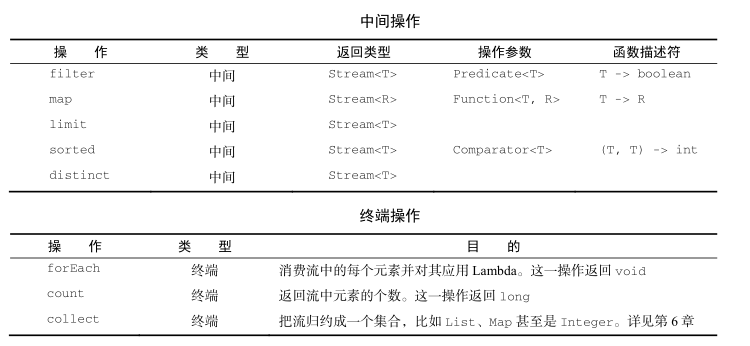 中间操作
操 作 类 型 返回类型 操作参数 函数描述符
filter 中间 Stream<T> Predicate<T> T -> boolean
map 中间 Stream<R> Function<T, R> T -> R
limit 中间 Stream<T>
sorted 中间 Stream<T> Comparator<T> (T, T) -> int
distinct 中间 Stream<T>
终端操作
操 作 类 型 目 的
forEach 终端 消费流中的每个元素并对其应用 Lambda。这一操作返回 void
count 终端 返回流中元素的个数。这一操作返回 long
collect 终端 把流归约成一个集合，比如 List、Map 甚至是 Integer。详见第 6 章